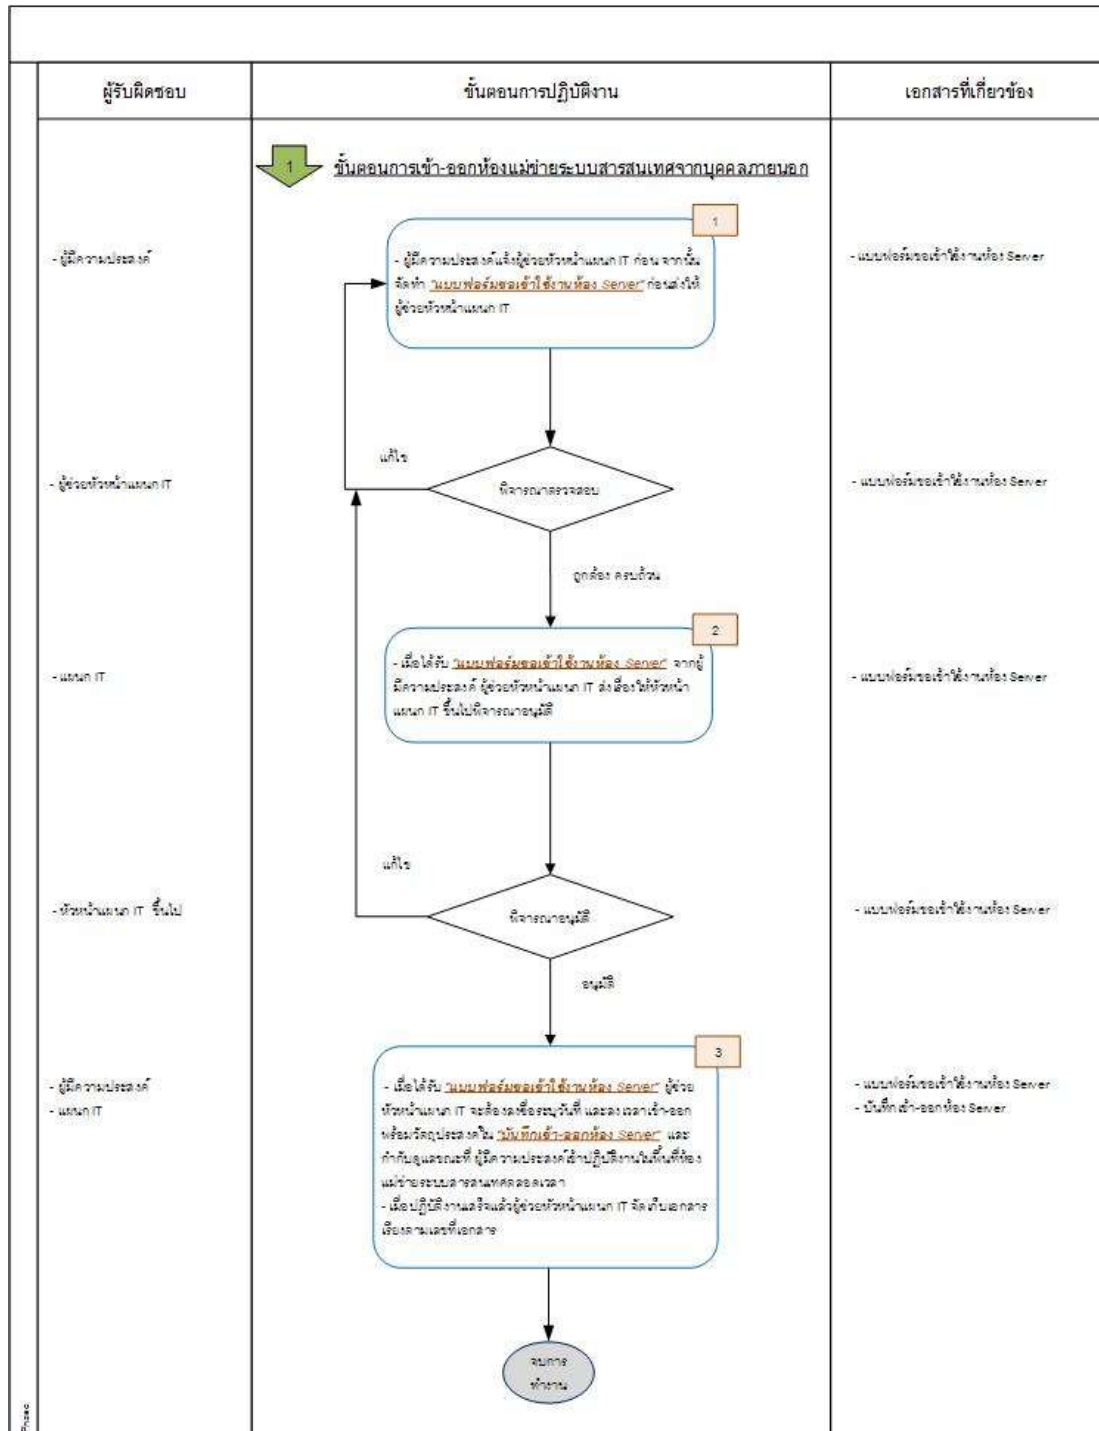 ผู้รับผิดชอบ
ขั้นตอนการปฏิบัติงาน
เอกสารที่เกี่ยวข้อง
1
ขั้นตอนการเข้า-ออกห้องแม่ข่ายระบบสารสนเทศจากบุคคลภายนอก
- ผู้มีความประสงค์
1
- ผู้มีความประสงค์แจ้งผู้ช่วยหัวหน้าแผนก IT ก่อน จากนั้น
จัดทำ "แบบฟอร์มขอเข้าใช้งานห้อง Server" ก่อนส่งให้
ผู้ช่วยหัวหน้าแผนก IT
- แบบฟอร์มขอเข้าใช้งานห้อง Server
แก้ไข
- ผู้ช่วยหัวหน้าแผนก IT
พิจารณาตรวจสอบ
- แบบฟอร์มขอเข้าใช้งานห้อง Server
ถูกต้อง ครบถ้วน
- แผนก IT
2
- เมื่อได้รับ "แบบฟอร์มขอเข้าใช้งานห้อง Server" จากผู้
มีความประสงค์ ผู้ช่วยหัวหน้าแผนก IT ส่งเรื่องให้หัวหน้า
แผนก IT ขึ้นไปพิจารณาอนุมัติ
- แบบฟอร์มขอเข้าใช้งานห้อง Server
แก้ไข
- หัวหน้าแผนก IT ขึ้นไป
พิจารณาอนุมัติ
- แบบฟอร์มขอเข้าใช้งานห้อง Server
อนุมัติ
- ผู้มีความประสงค์
- แผนก IT
3
- เมื่อได้รับ "แบบฟอร์มขอเข้าใช้งานห้อง Server" ผู้ช่วย
หัวหน้าแผนก IT จะต้องลงชื่อระบุวันที่ และลงเวลาเข้า-ออก
พร้อมวัตถุประสงค์ใน "บันทึกเข้า-ออกห้อง Server" และ
กำกับดูแลขณะที่ ผู้มีความประสงค์เข้าปฏิบัติงานในพื้นที่ห้อง
แม่ข่ายระบบสารสนเทศตลอดเวลา
- เมื่อปฏิบัติงานเสร็จแล้วผู้ช่วยหัวหน้าแผนก IT จัดเก็บเอกสาร
เรียงตามเลขที่เอกสาร
- แบบฟอร์มขอเข้าใช้งานห้อง Server
- บันทึกเข้า-ออกห้อง Server
จบการ
ทำงาน